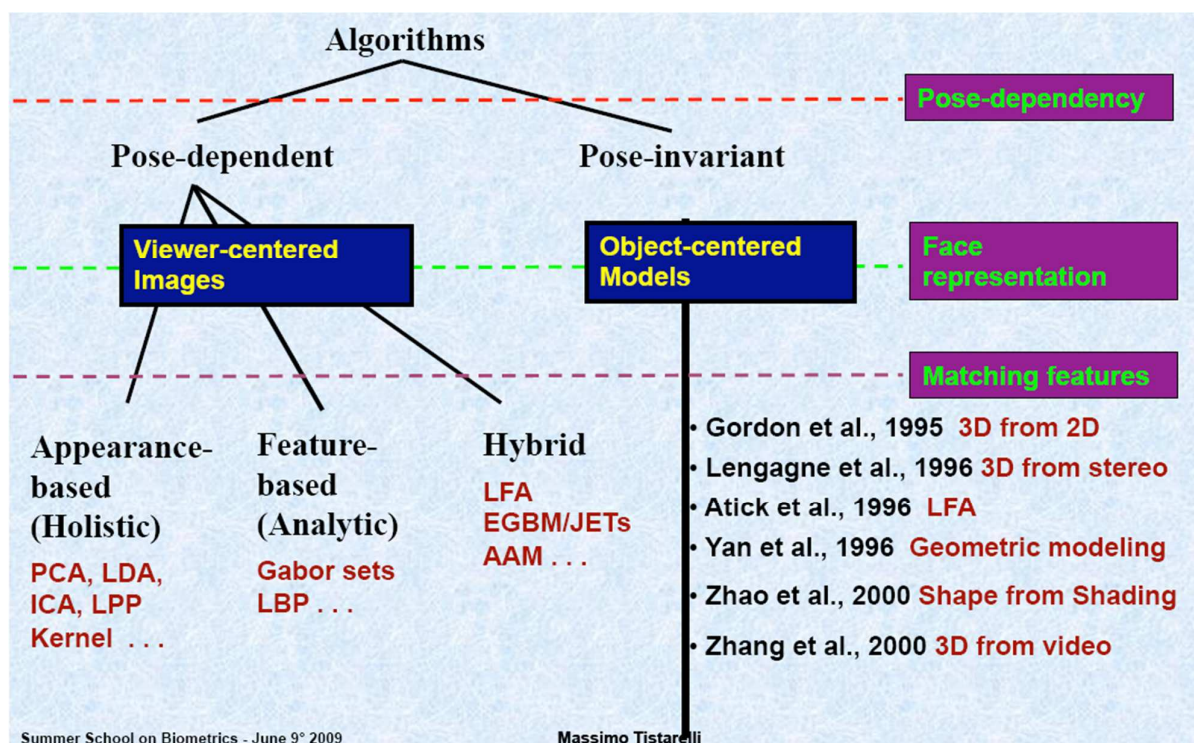 Algorithms
Pose-dependency
Pose-dependent
Pose-invariant
Viewer-centered
Images
Object-centered
Models
Face
representation
Matching features
Appearance-
based
(Holistic)
PCA, LDA,
ICA, LPP
Kernel . . .
Feature-
based
(Analytic)
Gabor sets
LBP . . .
Hybrid
LFA
EGBM/JETs
AAM . . .
• Gordon et al., 1995 3D from 2D
• Lengagne et al., 1996 3D from stereo
• Atick et al., 1996 LFA
• Yan et al., 1996 Geometric modeling
• Zhao et al., 2000 Shape from Shading
• Zhang et al., 2000 3D from video
Summer School on Biometrics - June 9° 2009
Massimo Tistarelli